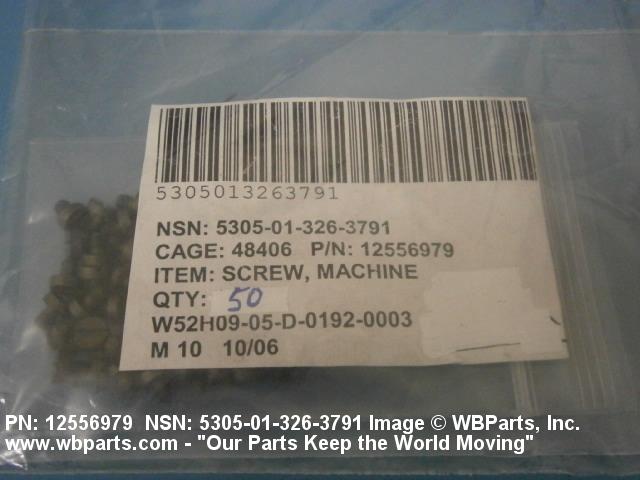 5305013263791
NSN: 5305-01-326-3791
CAGE: 48406 P/N: 12556979
ITEM: SCREW, MACHINE
QTY: 50
W52H09-05-D-0192-0003
M 10 10/06
PN: 12556979 NSN: 5305-01-326-3791 Image © WBParts, Inc.
www.wbparts.com - "Our Parts Keep the World Moving"